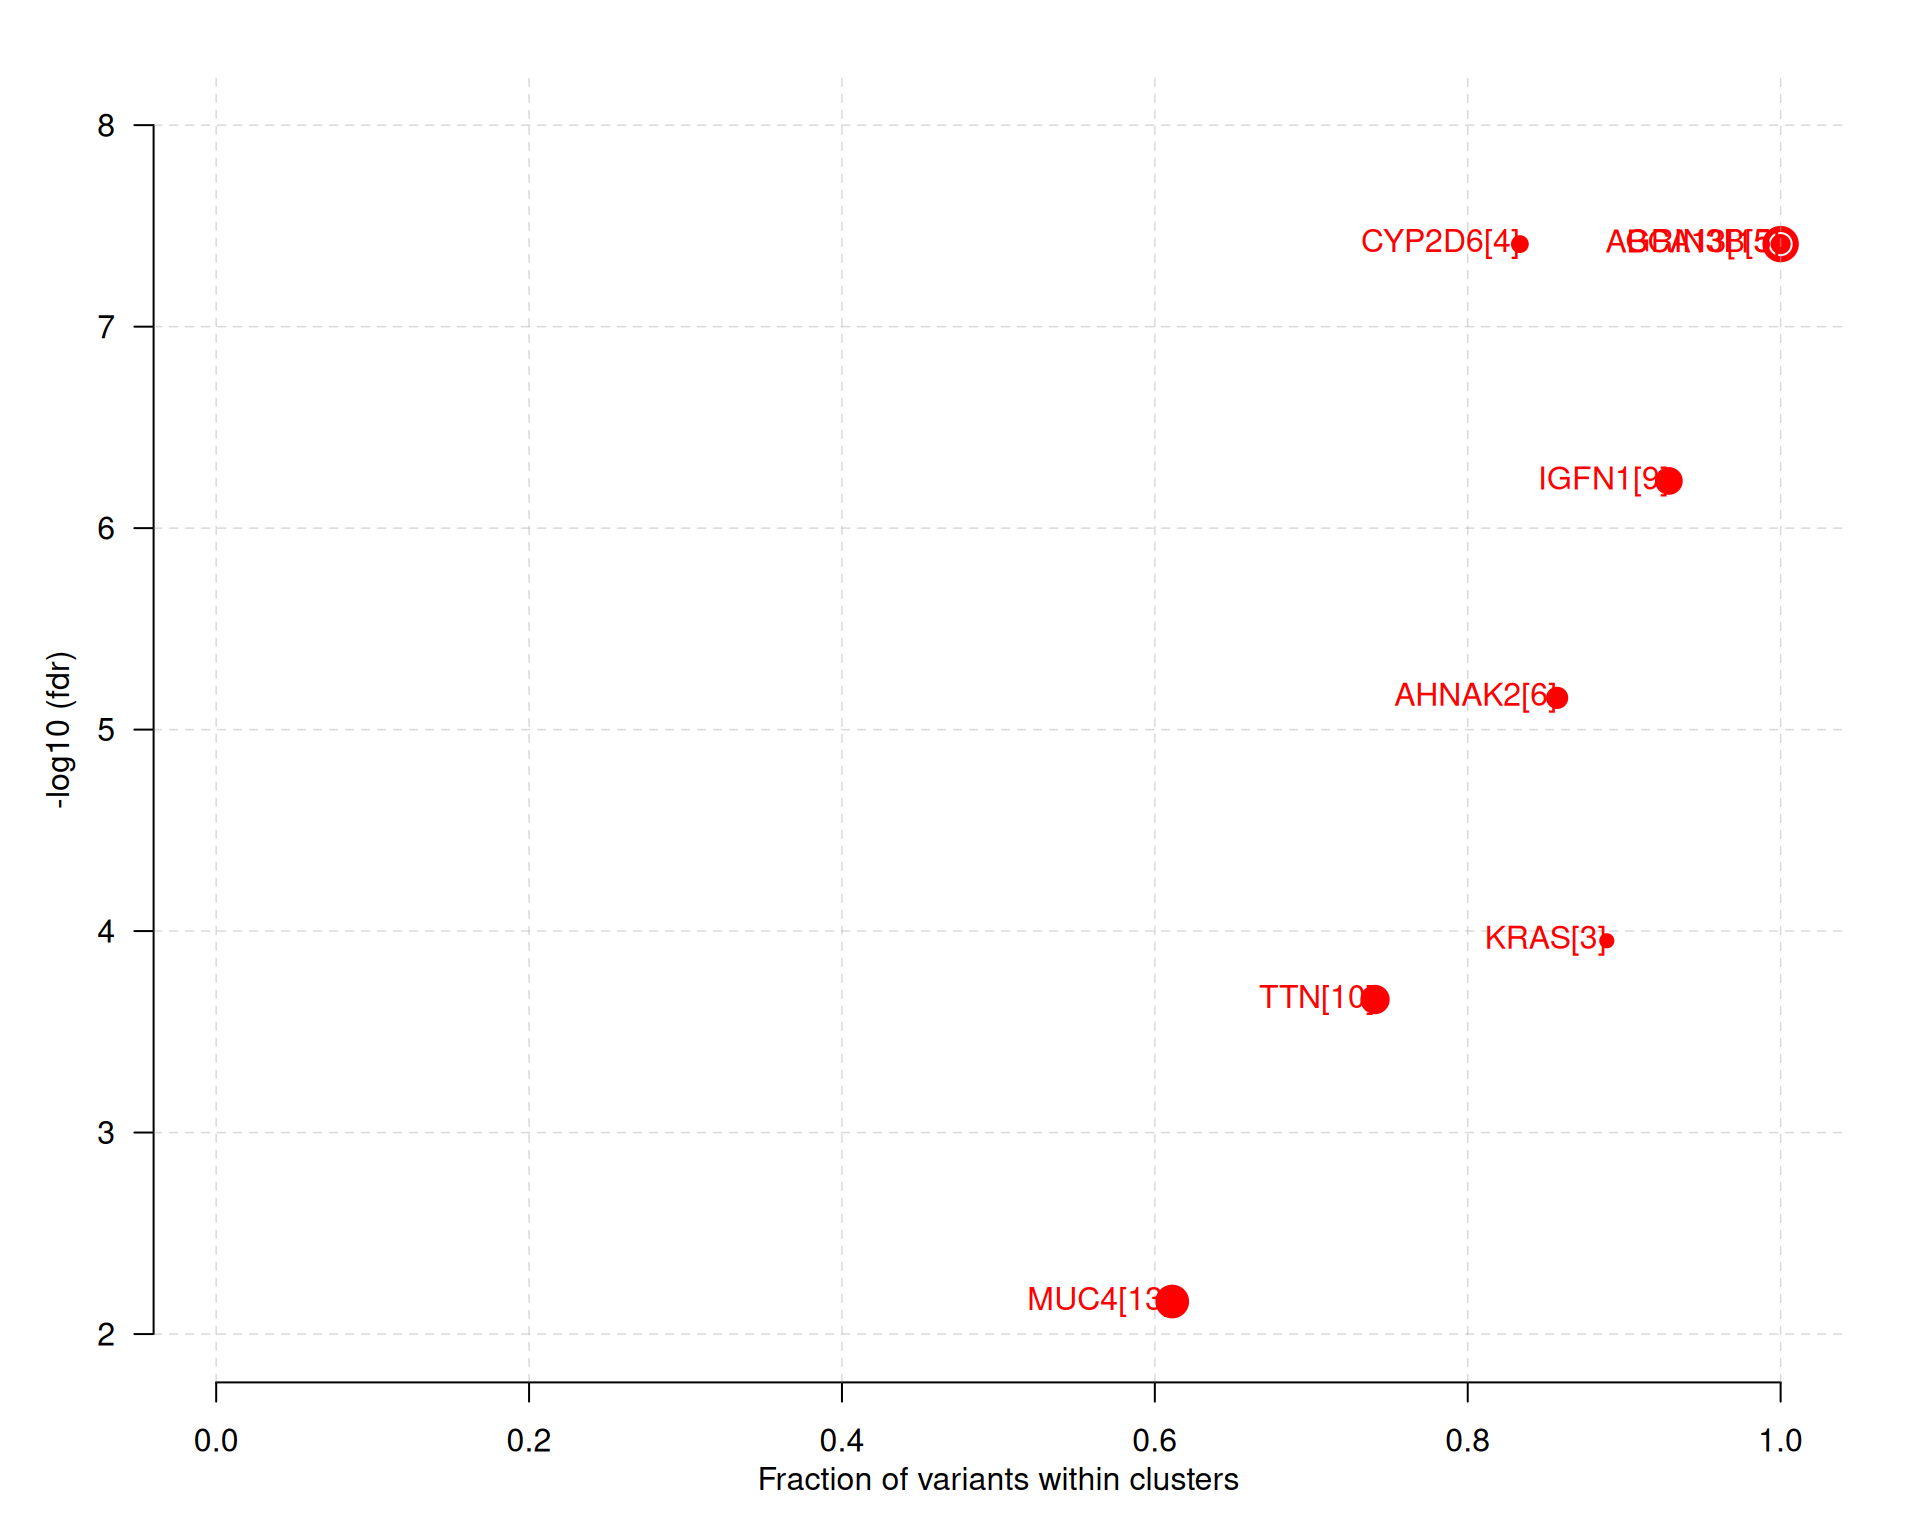 8
7
6
5
4
3
2
-log10 (fdr)
CYP2D6[4]
IGFN1[9]
AHNAK2[6]
KRAS[3]
TTN[10]
MUC4[13
0.0
0.2
0.4
0.6
0.8
1.0
Fraction of variants within clusters